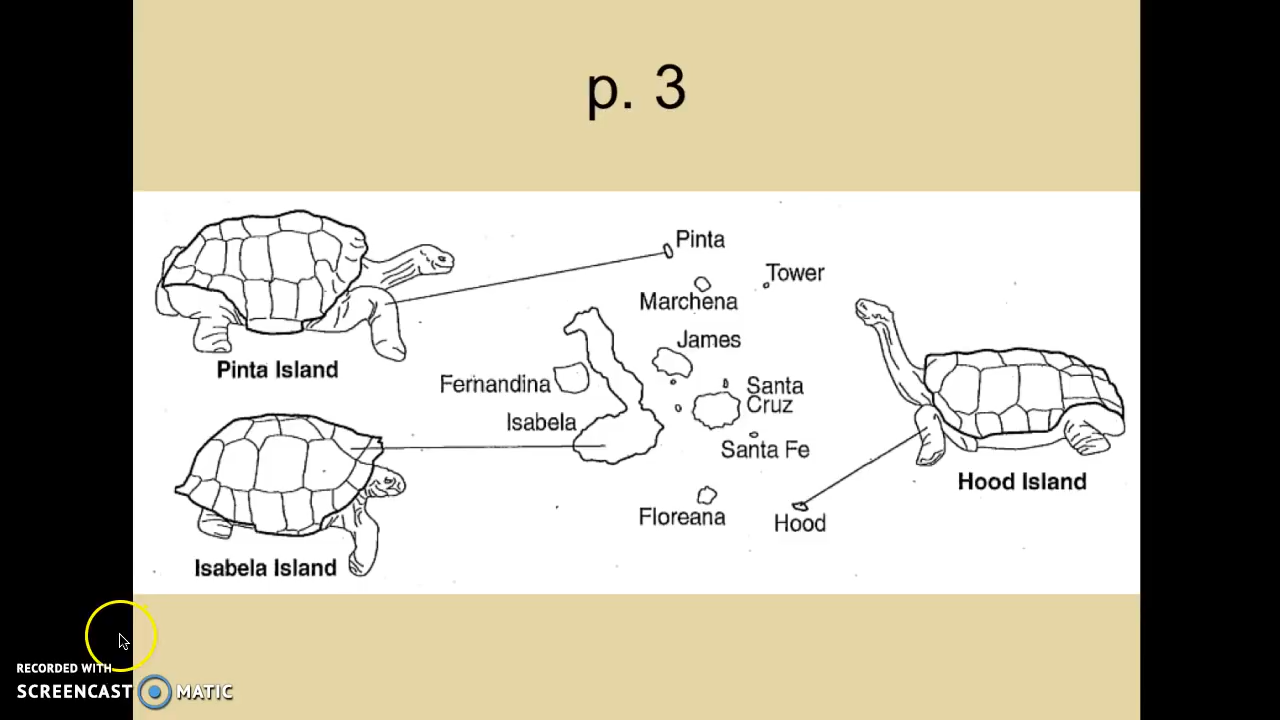 p. 3
Pinta
Tower
Marchena
James
Pinta Island
Fernandina
Santa
Cruz
Isabela
Santa Fe
Hood Island
Floreana
Hood
Isabela Island
RECORDED WITH
SCREENCAST MATIC